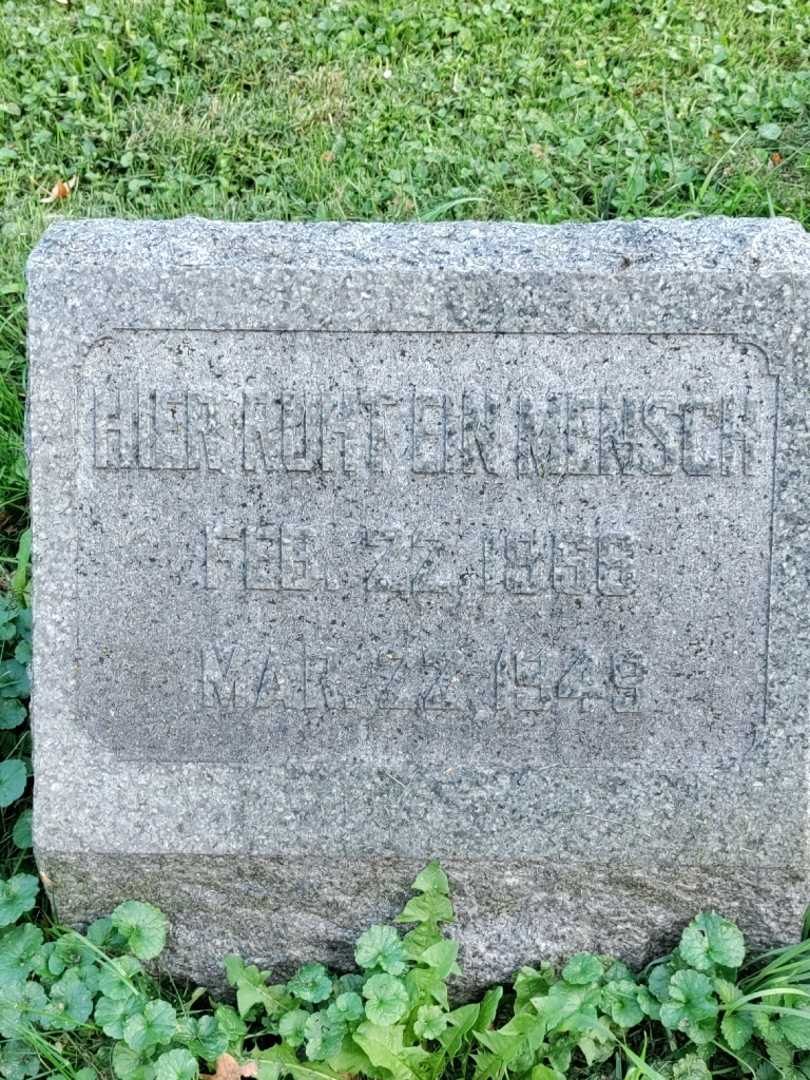 HIER RUHT EIN MENSCH
FEB. 22, 1866
MAR. 22, 1949